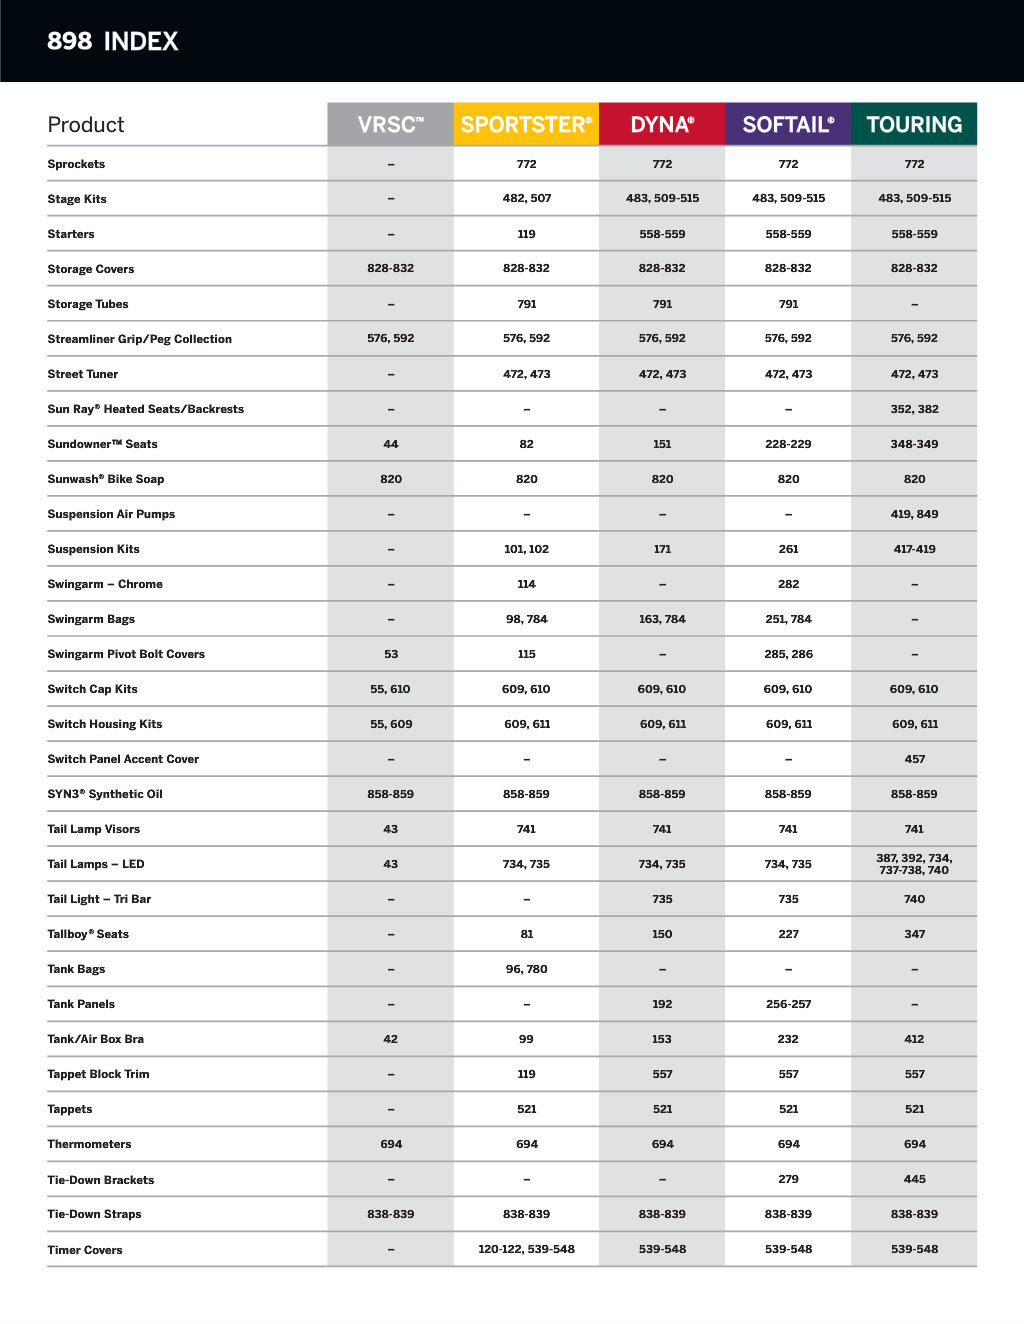 898 INDEX
Product VRSC™ SPORTSTER® DYNA® SOFTAIL® TOURING
Sprockets – 772 772 772 772
Stage Kits – 482, 507 483, 509-515 483, 509-515 483, 509-515
Starters – 119 558-559 558-559 558-559
Storage Covers 828-832 828-832 828-832 828-832 828-832
Storage Tubes – 791 791 791 –
Streamliner Grip/Peg Collection 576, 592 576, 592 576, 592 576, 592 576, 592
Street Tuner – 472, 473 472, 473 472, 473 472, 473
Sun Ray® Heated Seats/Backrests – – – – 352, 382
Sundowner™ Seats 44 82 151 228-229 348-349
Sunwash® Bike Soap 820 820 820 820 820
Suspension Air Pumps – – – – 419, 849
Suspension Kits – 101, 102 171 261 417-419
Swingarm – Chrome – 114 – 282 –
Swingarm Bags – 98, 784 163, 784 251, 784 –
Swingarm Pivot Bolt Covers 53 115 – 285, 286 –
Switch Cap Kits 55, 610 609, 610 609, 610 609, 610 609, 610
Switch Housing Kits 55, 609 609, 611 609, 611 609, 611 609, 611
Switch Panel Accent Cover – – – – 457
SYN3® Synthetic Oil 858-859 858-859 858-859 858-859 858-859
Tail Lamp Visors 43 741 741 741 741
Tail Lamps – LED 43 734, 735 734, 735 734, 735 387, 392, 734,
737-738, 740
Tail Light – Tri Bar – – 735 735 740
Tallboy® Seats – 81 150 227 347
Tank Bags – 96, 780 – – –
Tank Panels – – 192 256-257 –
Tank/Air Box Bra 42 99 153 232 412
Tappet Block Trim – 119 557 557 557
Tappets – 521 521 521 521
Thermometers 694 694 694 694 694
Tie-Down Brackets – – – 279 445
Tie-Down Straps 838-839 838-839 838-839 838-839 838-839
Timer Covers – 120-122, 539-548 539-548 539-548 539-548